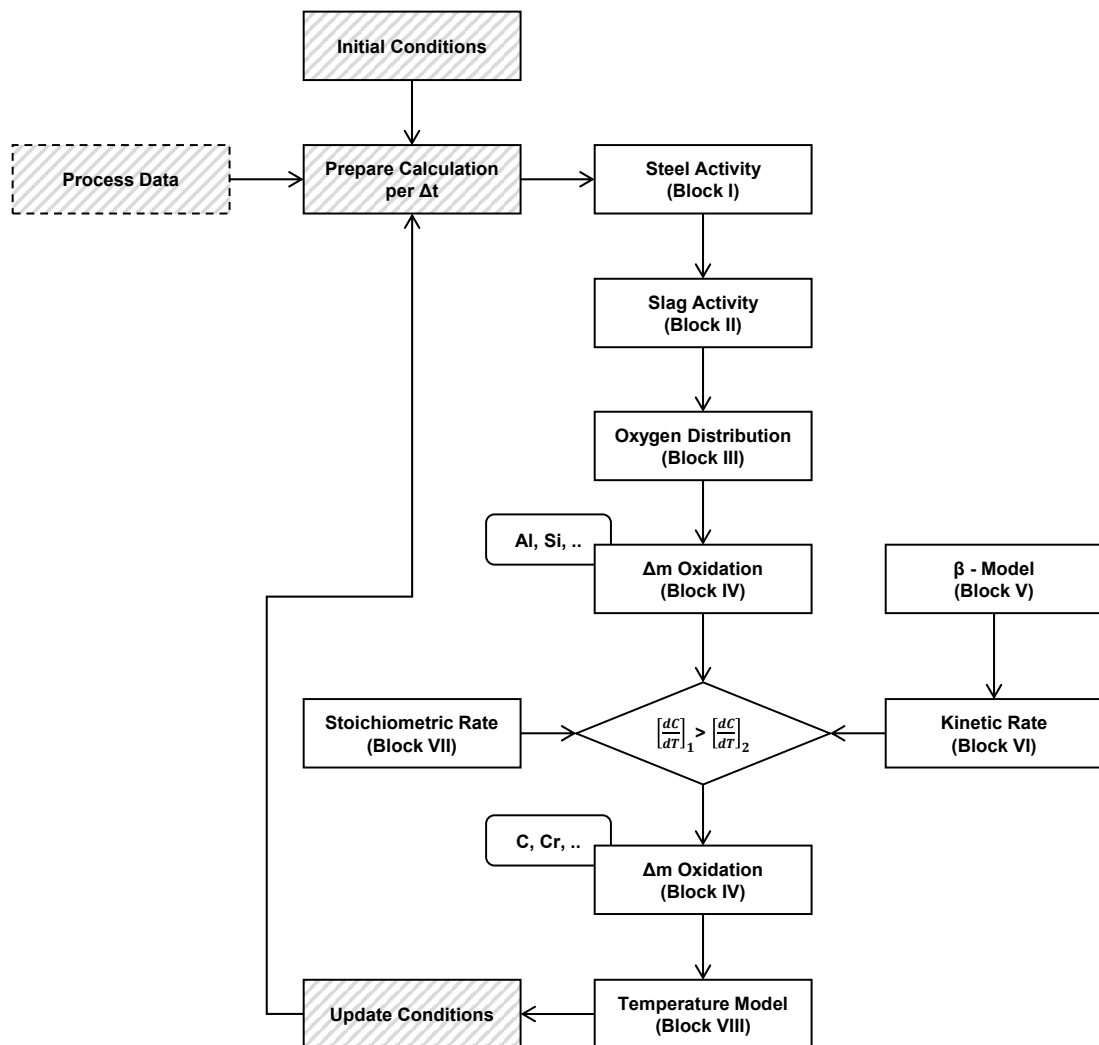 Initial Conditions
Process Data
Prepare Calculation
per Δt
Steel Activity
(Block I)
Slag Activity
(Block II)
Oxygen Distribution
(Block III)
Al, Si, ..
Δm Oxidation
(Block IV)
β - Model
(Block V)
Stoichiometric Rate
(Block VII)
[dC/dT]₁ > [dC/dT]₂
Kinetic Rate
(Block VI)
C, Cr, ..
Δm Oxidation
(Block IV)
Update Conditions
Temperature Model
(Block VIII)